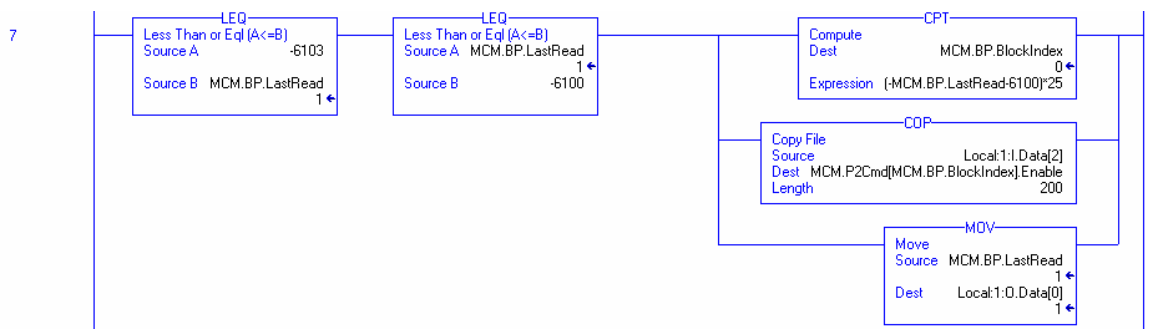 7
LEQ
Less Than or Eql (A<=B)
Source A -6103
Source B MCM.BP.LastRead
1
LEQ
Less Than or Eql (A<=B)
Source A MCM.BP.LastRead
1
Source B -6100
CPT
Compute
Dest MCM.BP.BlockIndex
0
Expression (-MCM.BP.LastRead-6100)*25
COP
Copy File
Source Local:1:I.Data[2]
Dest MCM.P2Cmd[MCM.BP.BlockIndex].Enable
Length 200
MOV
Move
Source MCM.BP.LastRead
1
Dest Local:1:O.Data[0]
1